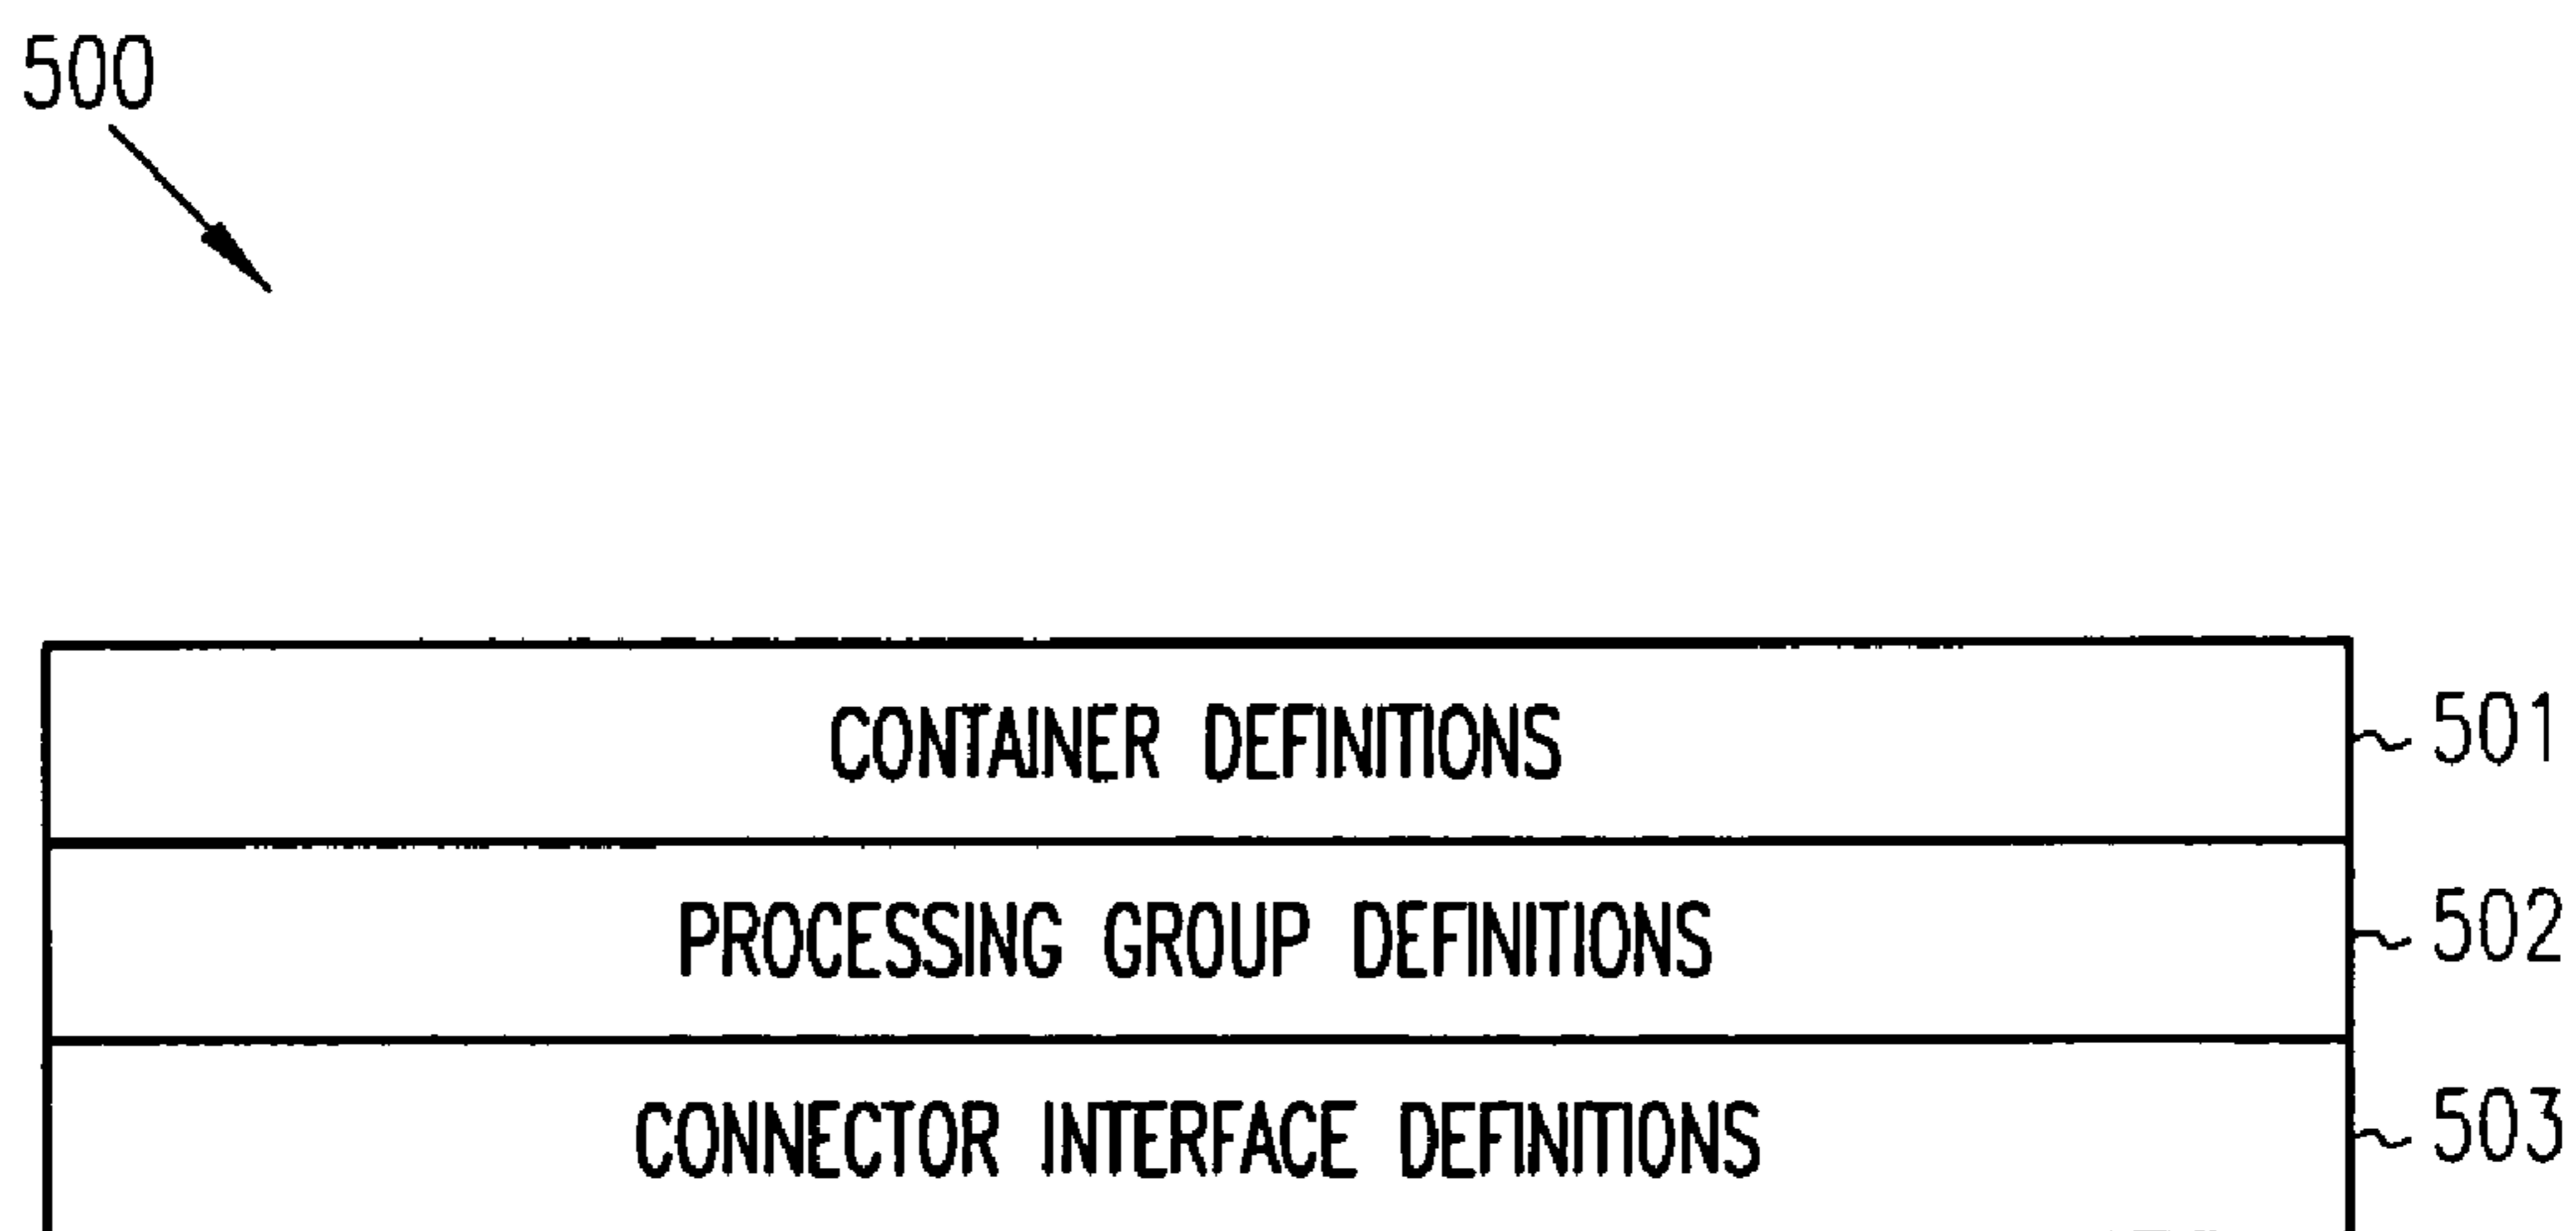 500
CONTAINER DEFINITIONS 501
PROCESSING GROUP DEFINITIONS 502
CONNECTOR INTERFACE DEFINITIONS 503